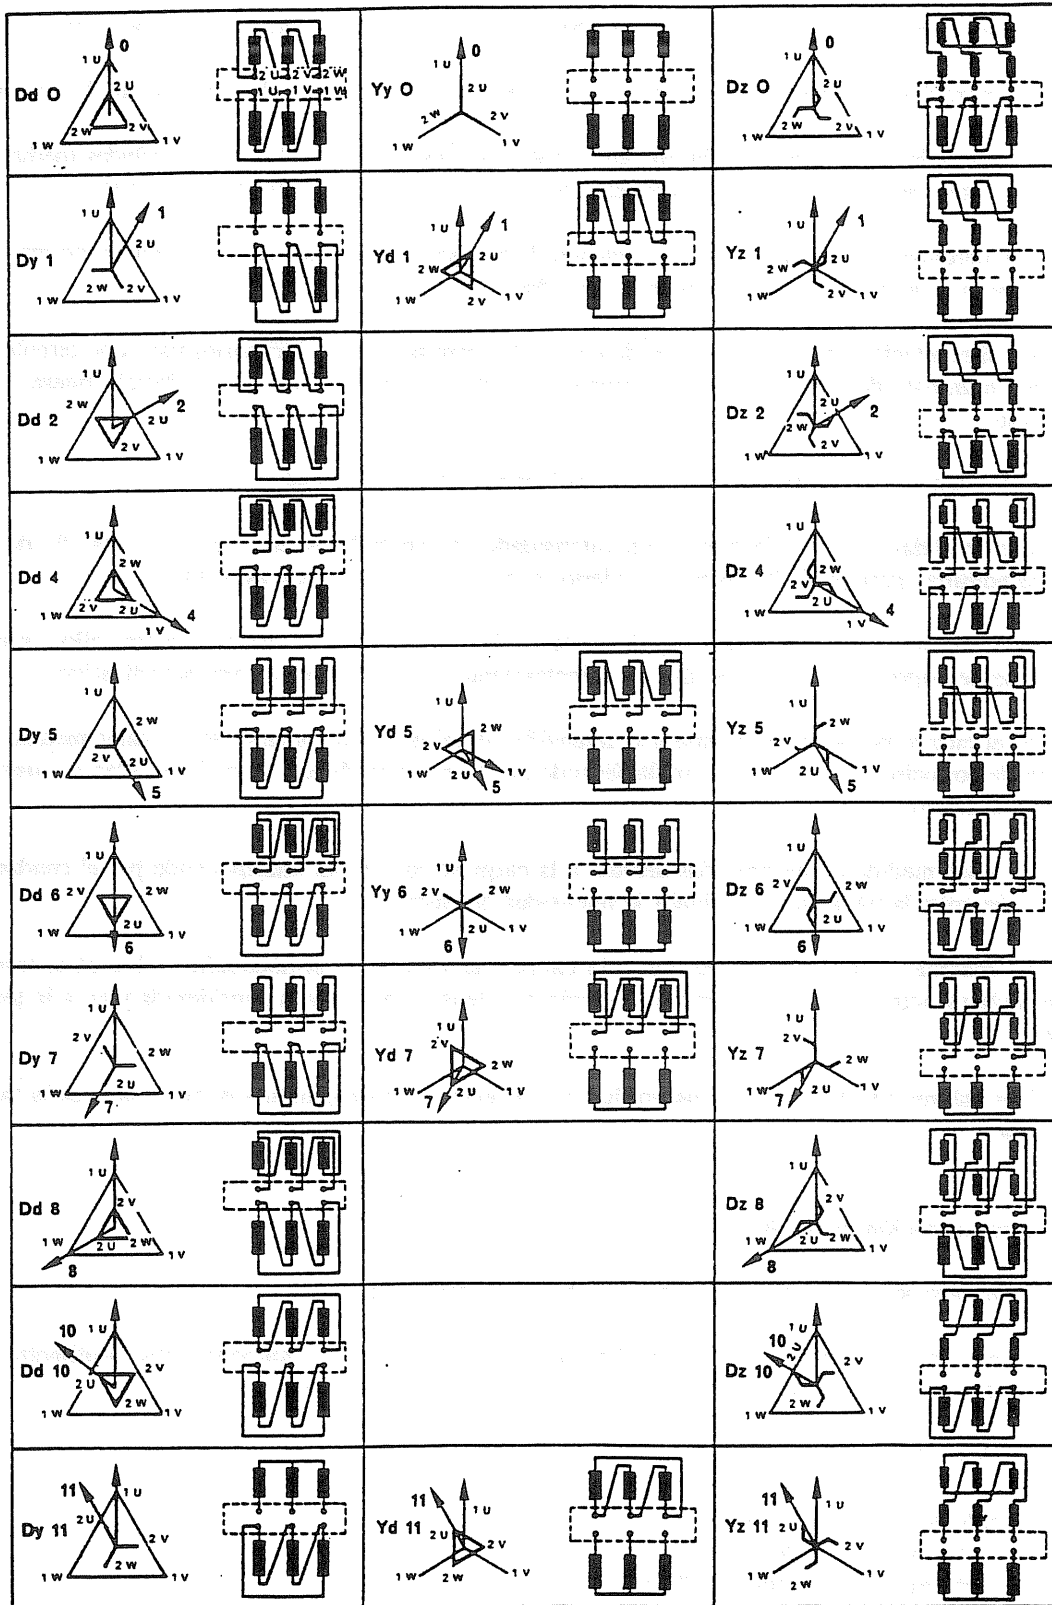 Dd 0
0
1 U
2 U
2 W
2 V
1 W
1 V
2 U 2 V 2 W
1 U 1 V 1 W
Yy 0
0
1 U
2 U
2 W
2 V
1 W
1 V
Dz 0
0
1 U
2 U
2 W
2 V
1 W
1 V
Dy 1
1
1 U
2 U
2 W
2 V
1 W
1 V
Yd 1
1
1 U
2 U
2 W
2 V
1 W
1 V
Yz 1
1
1 U
2 U
2 W
2 V
1 W
1 V
Dd 2
2
1 U
2 W
2 U
2 V
1 W
1 V
Dz 2
2
1 U
2 U
2 W
2 V
1 W
1 V
Dd 4
1 U
2 W
2 V
2 U
1 W
1 V
4
Dz 4
1 U
2 W
2 V
2 U
1 W
1 V
4
Dy 5
1 U
2 W
2 V
2 U
1 W
1 V
5
Yd 5
1 U
2 W
2 V
2 U
1 W
1 V
5
Yz 5
1 U
2 W
2 V
2 U
1 W
1 V
5
Dd 6
1 U
2 V
2 W
2 U
1 W
1 V
6
Yy 6
1 U
2 V
2 W
2 U
1 W
1 V
6
Dz 6
1 U
2 V
2 W
2 U
1 W
1 V
6
Dy 7
1 U
2 V
2 W
2 U
1 W
1 V
7
Yd 7
1 U
2 V
2 W
2 U
1 W
1 V
7
Yz 7
1 U
2 V
2 W
2 U
1 W
1 V
7
Dd 8
1 U
2 V
2 U
2 W
1 W
1 V
8
Dz 8
1 U
2 V
2 U
2 W
1 W
1 V
8
Dd 10
10
1 U
2 V
2 U
2 W
1 W
1 V
Dz 10
10
1 U
2 U
2 V
2 W
1 W
1 V
Dy 11
11
1 U
2 U
2 V
2 W
1 W
1 V
Yd 11
11
1 U
2 U
2 V
2 W
1 W
1 V
Yz 11
11
1 U
2 U
2 V
2 W
1 W
1 V